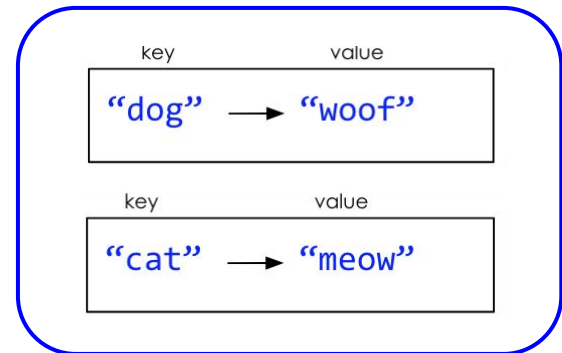 key value
“dog” “woof”
key value
“cat” “meow”